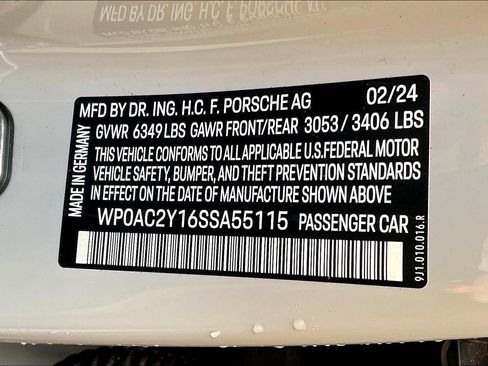 MFD BY DR. ING. H.C. F. PORSCHE AG 02/24
GVWR 6349 LBS GAWR FRONT/REAR 3053 / 3406 LBS
THIS VEHICLE CONFORMS TO ALL APPLICABLE U.S.FEDERAL MOTOR
VEHICLE SAFETY, BUMPER, AND THEFT PREVENTION STANDARDS
IN EFFECT ON THE DATE OF MANUFACTURE SHOWN ABOVE
WP0AC2Y16SSA55115 PASSENGER CAR
MADE IN GERMANY
9J1.010.016.R